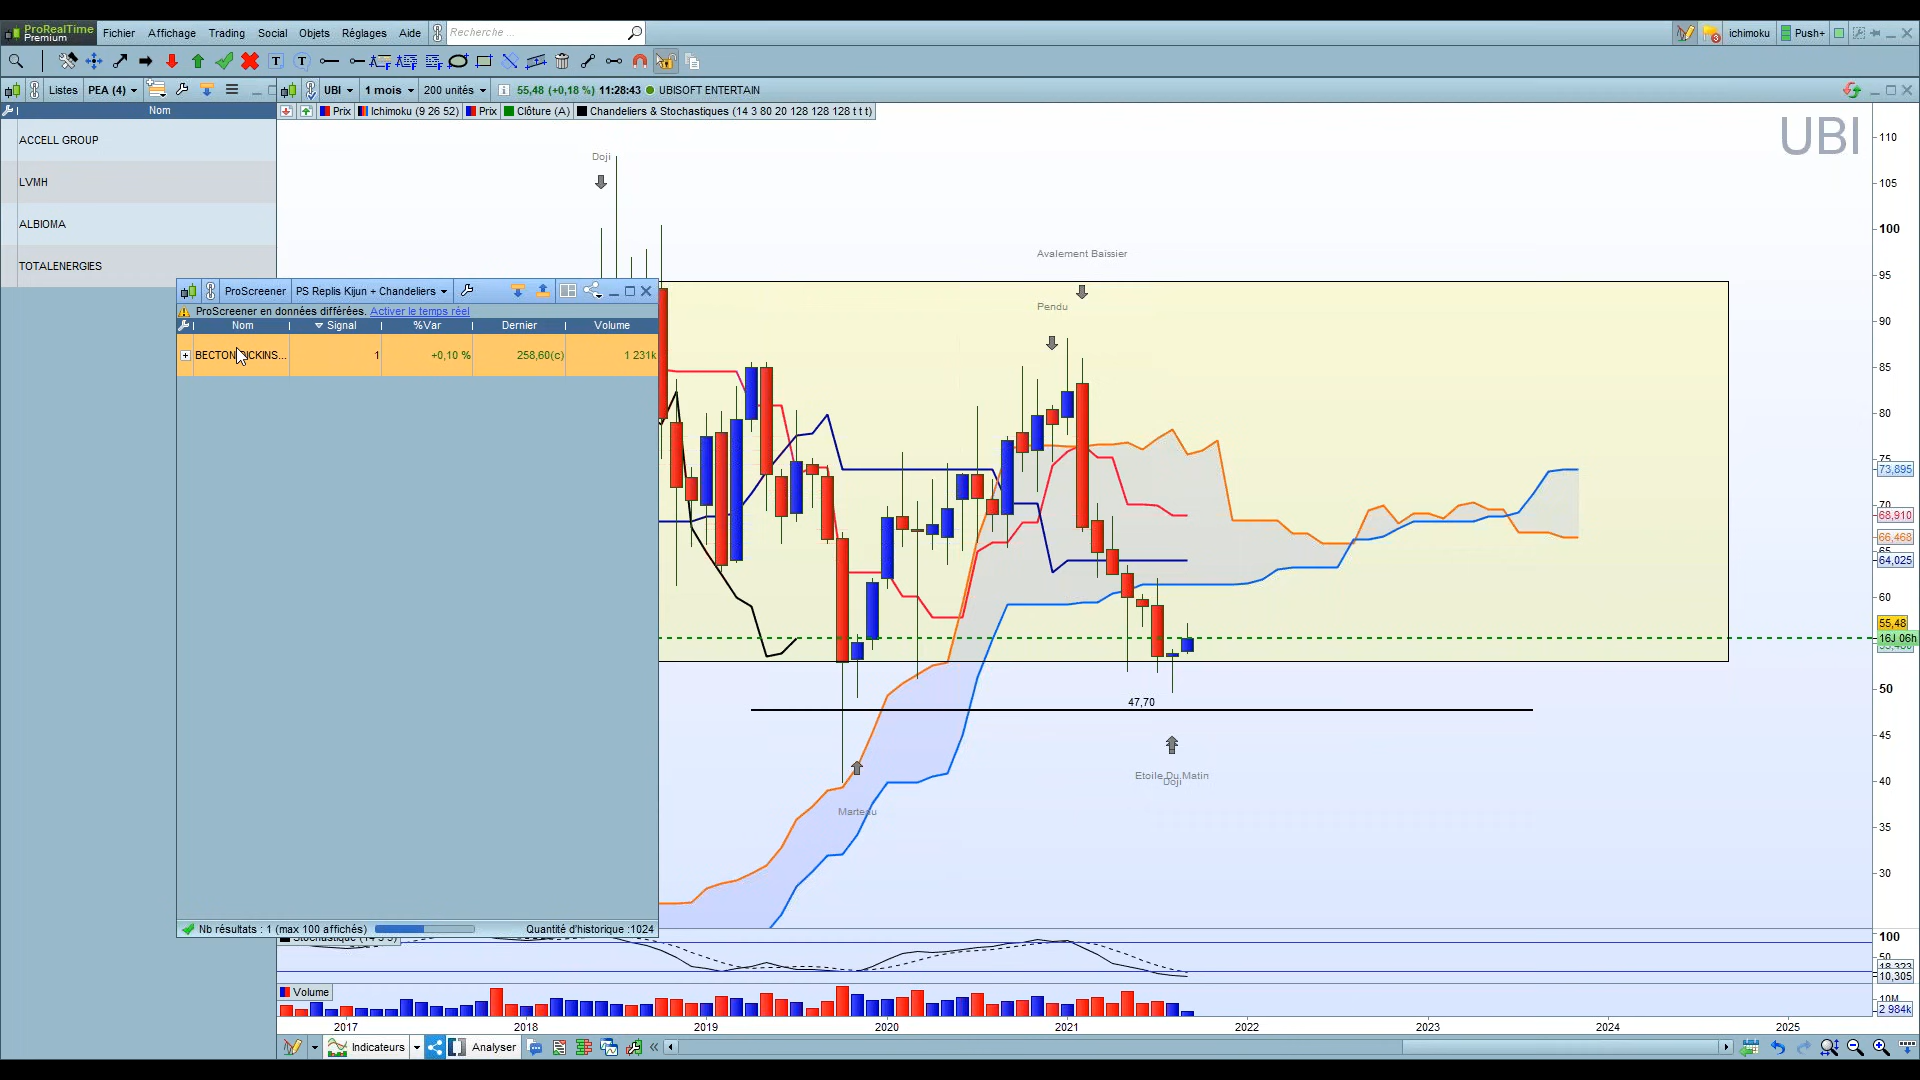 ProRealTime
Premium
Fichier Affichage Trading Social Objets Réglages Aide Recherche ... ichimoku Push+
3
T T
Listes PEA (4) UBI 1 mois 200 unités 55,48 (+0,18 %) 11:28:43 UBISOFT ENTERTAIN
Nom
Prix Ichimoku (9 26 52) Prix Clôture (A) Chandeliers & Stochastiques (14 3 80 20 128 128 128 t t t)
UBI
ACCELL GROUP
LVMH
ALBIOMA
TOTALENERGIES
Doji
Avalement Baissier
Pendu
ProScreener PS Replis Kijun + Chandeliers
ProScreener en données différées. Activer le temps réel
Nom Signal %Var Dernier Volume
1 +0,10 % 258,60(c) 1 231k
110
105
100
95
90
85
80
75
73,895
70
68,910
66,468
65
64,025
60
55,48
16J 06h
50
45
40
35
30
47,70
Etoile Du Matin
Doji
Marteau
Nb résultats : 1 (max 100 affichés) Quantité d'historique :1024
100
50
18,323
10,305
Volume
10M
2 984k
2017 2018 2019 2020 2021 2022 2023 2024 2025
Indicateurs Analyser